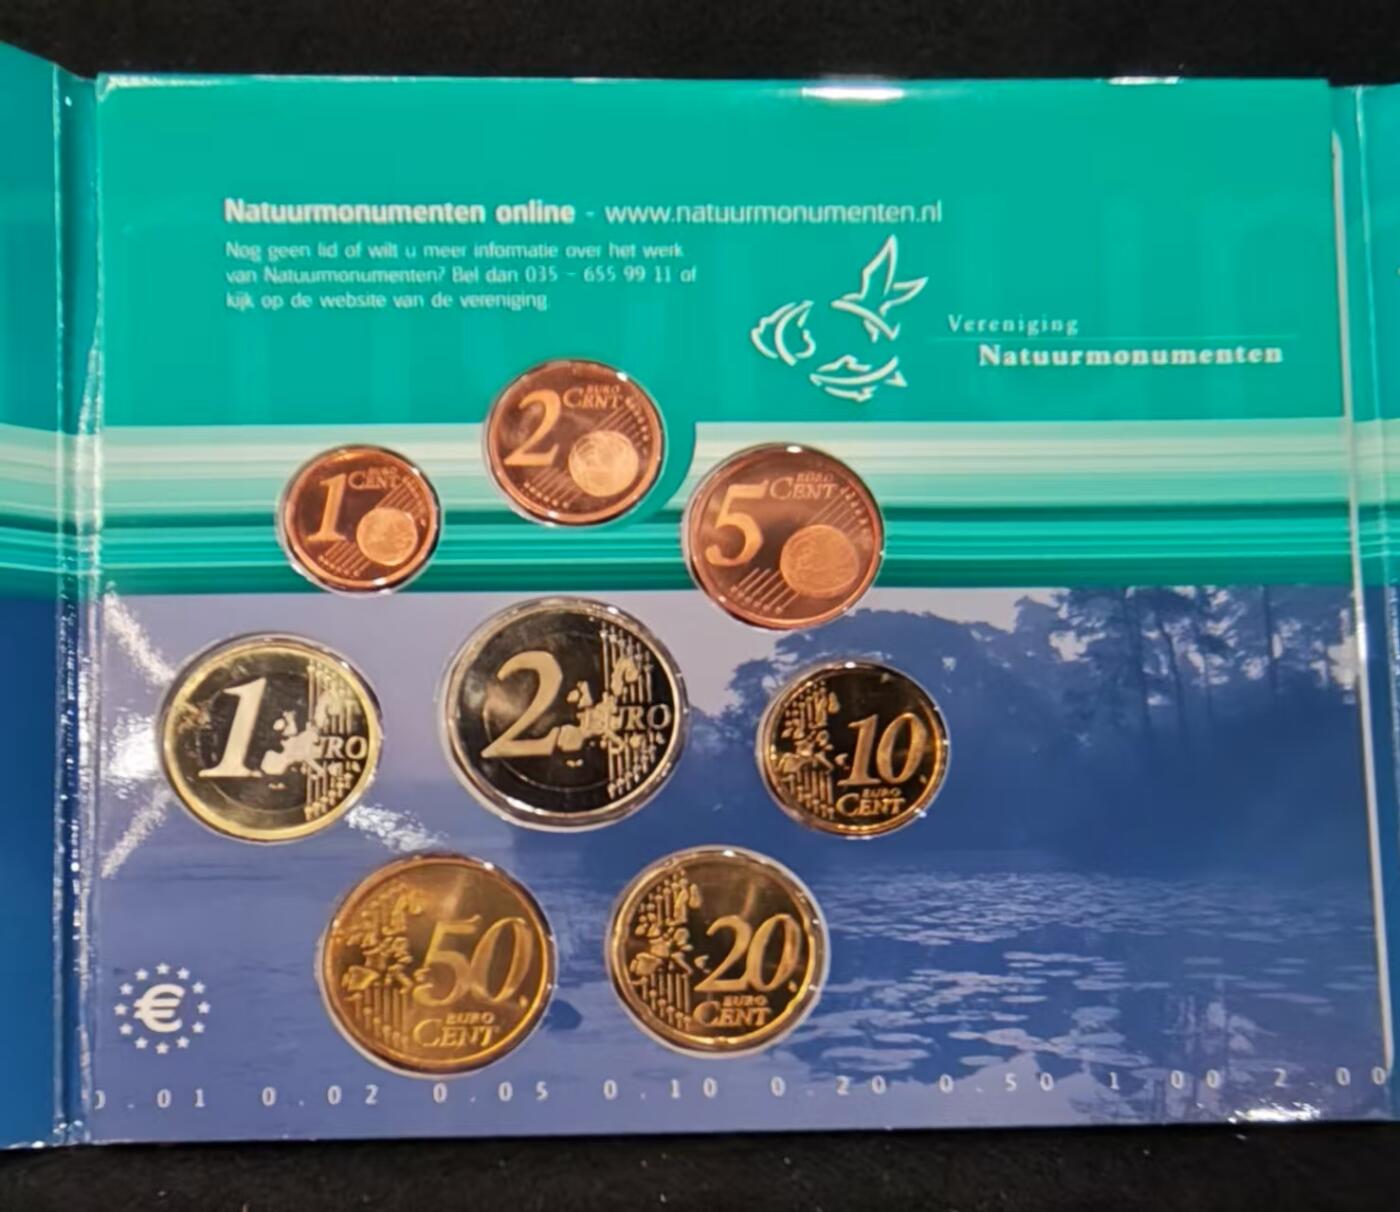 Natuurmonumenten online - www.natuurmonumenten.nl
Nog geen lid of wilt u meer informatie over het werk
van Natuurmonumenten? Bel dan 035 - 655 99 11 of
kijk op de website van de vereniging.
Vereniging
Natuurmonumenten
2 EURO CENT
1 EURO CENT
5 EURO CENT
1 EURO
2 EURO
10 EURO CENT
50 EURO CENT
20 EURO CENT
€
0.01 0.02 0.05 0.10 0.20 0.50 1.00 2.00